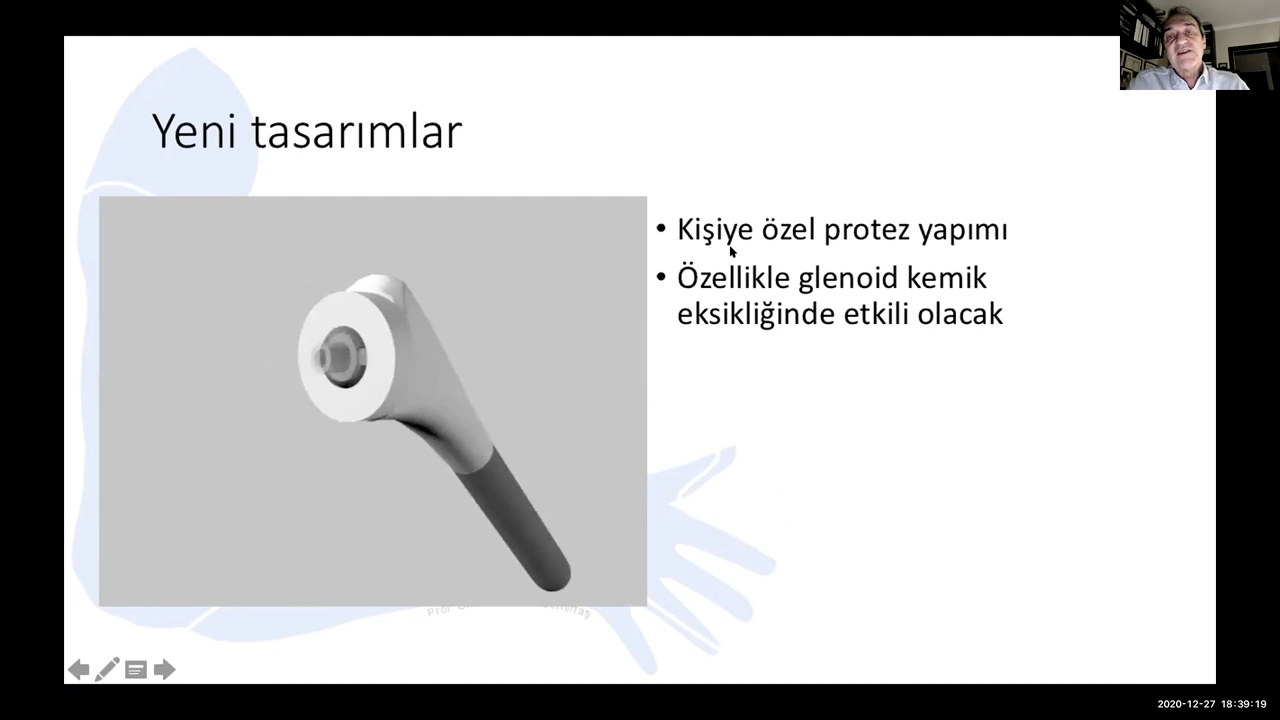 Yeni tasarımlar
• Kişiye özel protez yapımı
• Özellikle glenoid kemik
eksikliğinde etkili olacak
2020-12-27 18:39:19